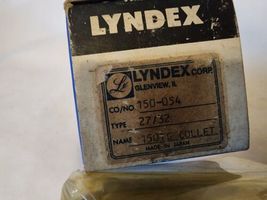 LYNDEX
LYNDEX CORP.
GLENVIEW, IL
CO/NO. 150-054
TYPE 27/32
NAME 150TG COLLET
MADE IN JAPAN